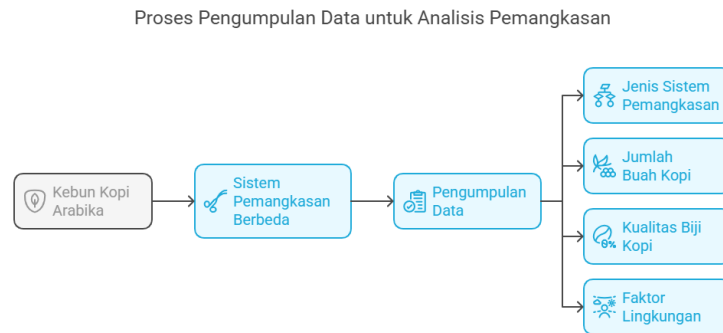 Proses Pengumpulan Data untuk Analisis Pemangkasan
Kebun Kopi
Arabika
Sistem
Pemangkasan
Berbeda
Pengumpulan
Data
Jenis Sistem
Pemangkasan
Jumlah
Buah Kopi
0%
Kualitas Biji
Kopi
Faktor
Lingkungan